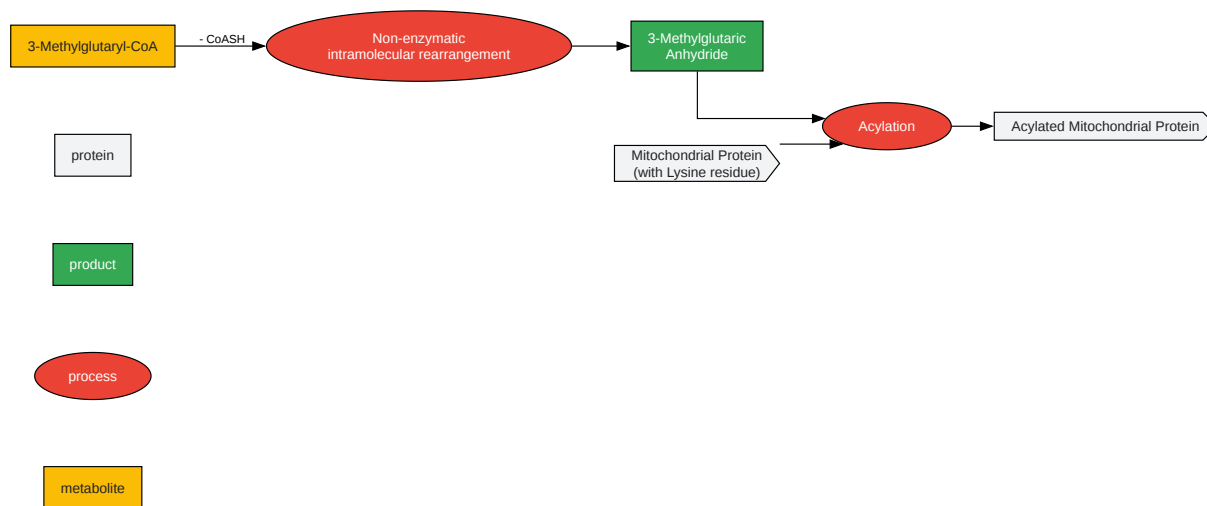 3-Methylglutaryl-CoA
- CoASH
Non-enzymatic
intramolecular rearrangement
3-Methylglutaric
Anhydride
Acylation
Acylated Mitochondrial Protein
Mitochondrial Protein
(with Lysine residue)
protein
product
process
metabolite